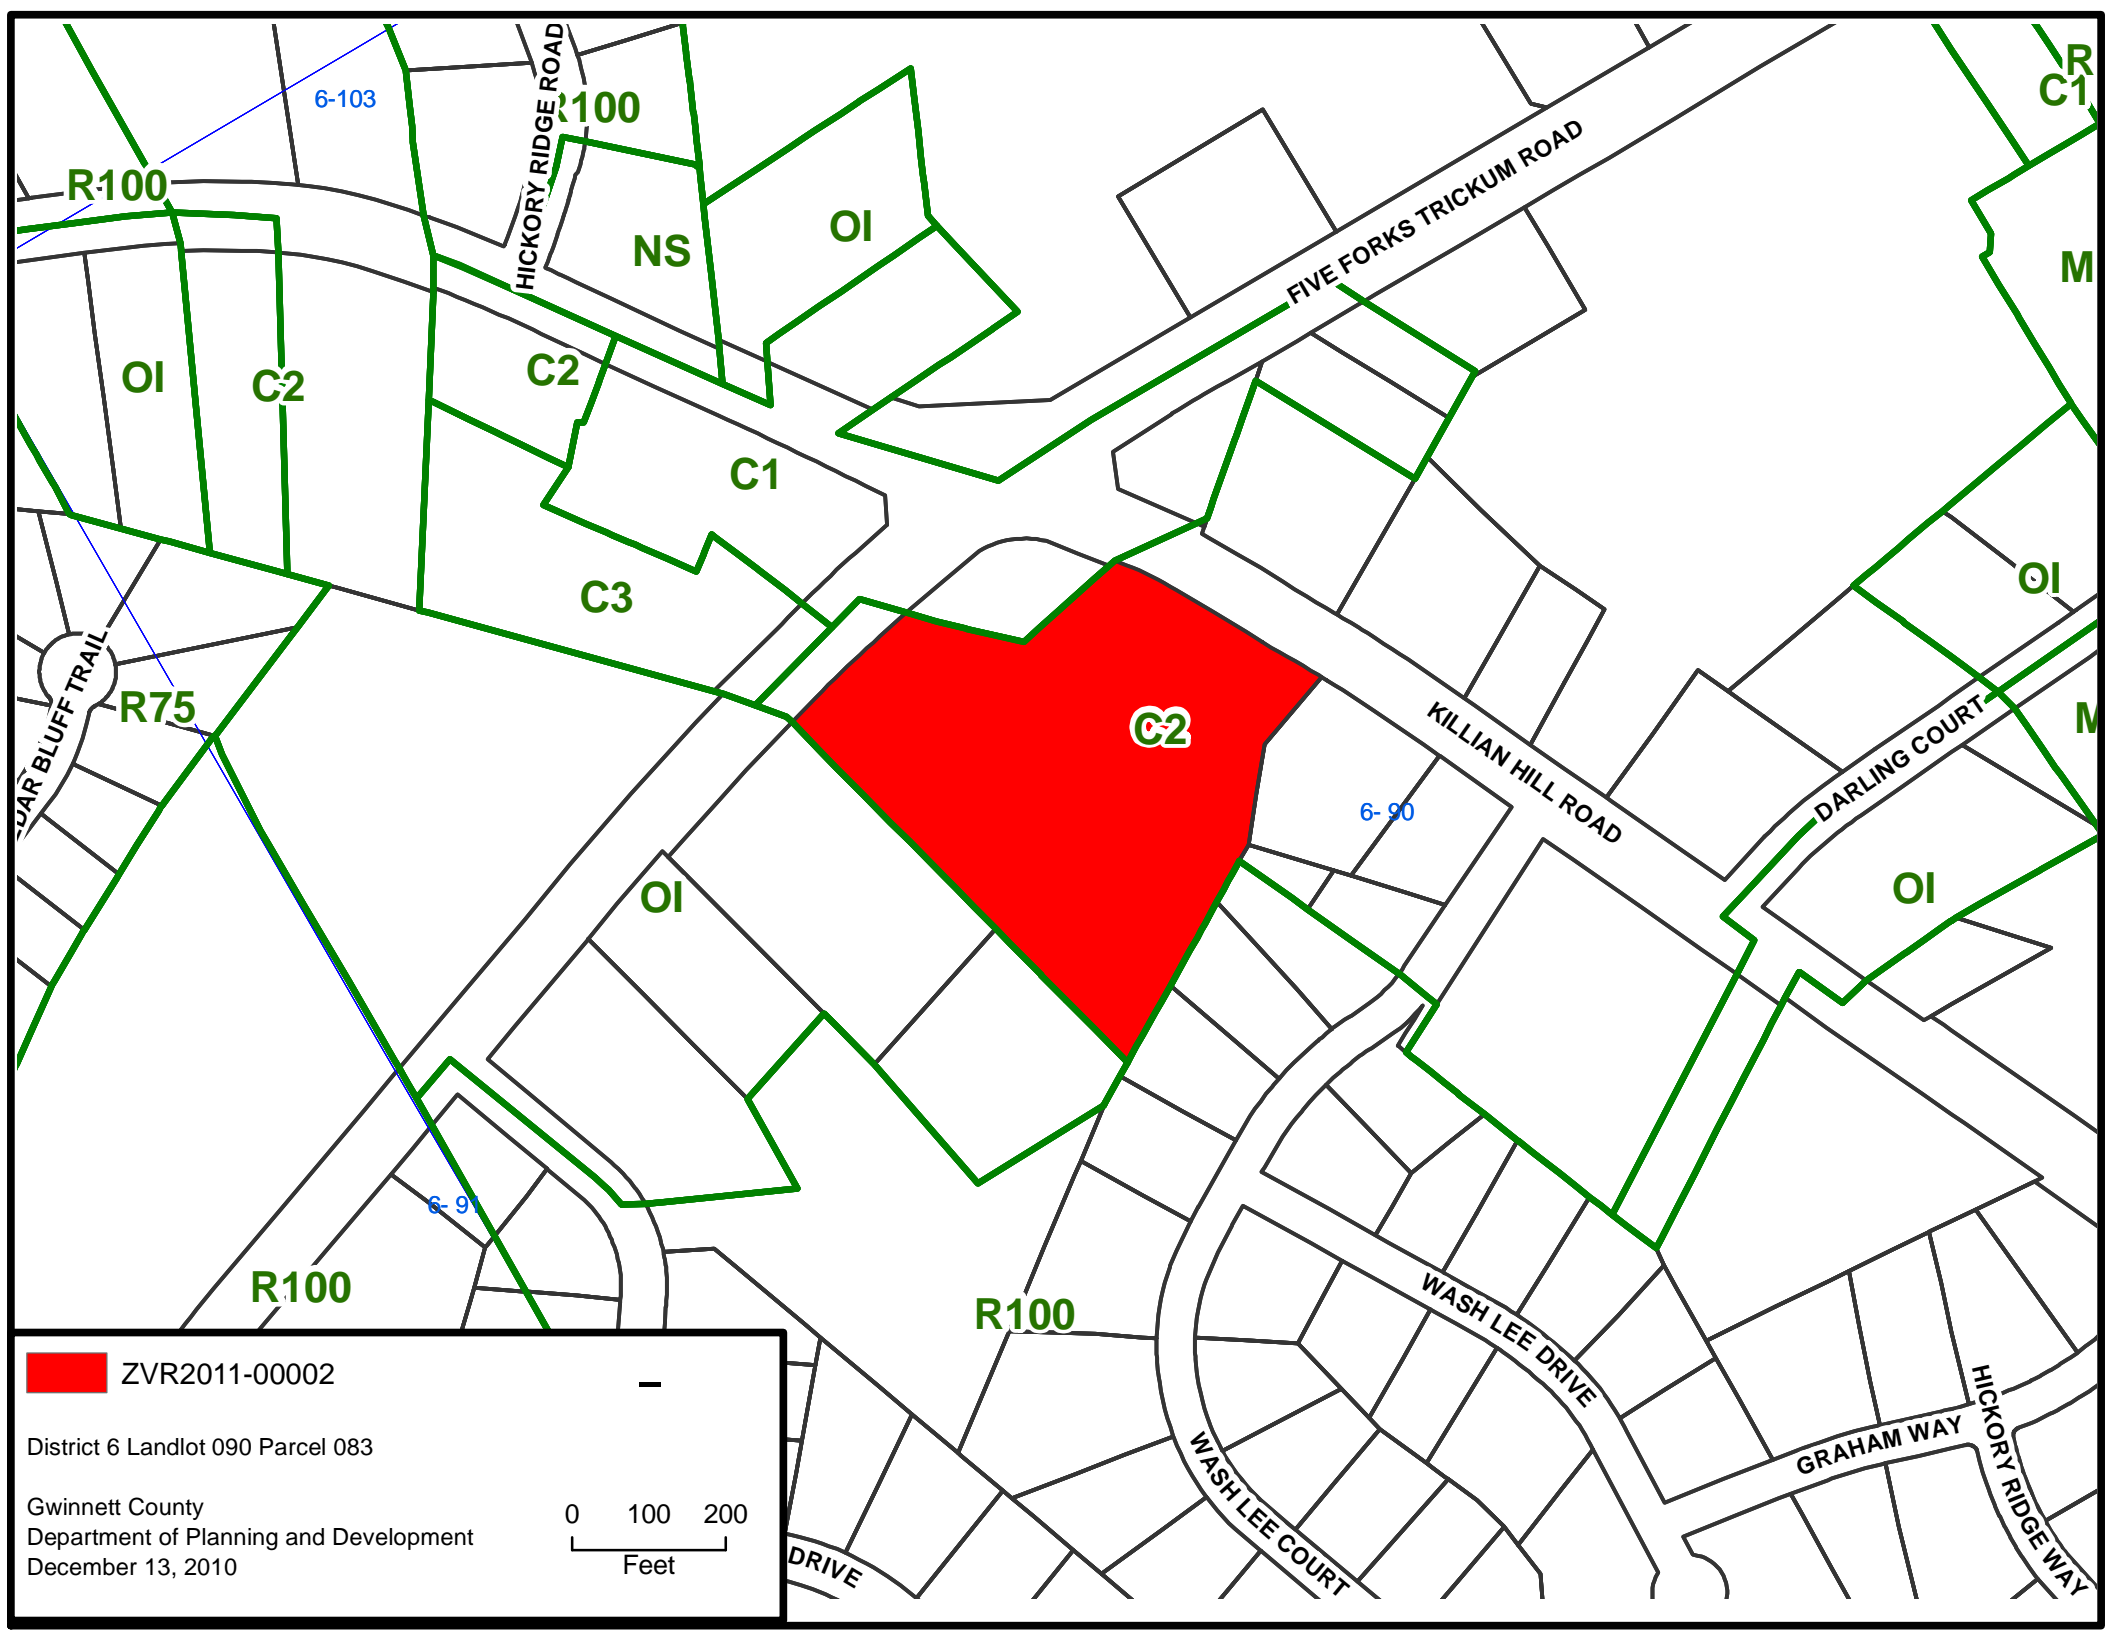 6-103
HICKORY RIDGE ROAD
R100
R
C1
FIVE FORKS TRICKUM ROAD
R100
OI
NS
M
OI
C2
C2
C1
OI
C3
R75
C2
KILLIAN HILL ROAD
DARLING COURT
M
6- 90
OI
OI
6- 91
R100
R100
WASH LEE DRIVE
WASH LEE COURT
GRAHAM WAY
HICKORY RIDGE WAY
DRIVE
ZVR2011-00002
District 6 Landlot 090 Parcel 083
Gwinnett County
Department of Planning and Development
December 13, 2010
0 100 200
Feet